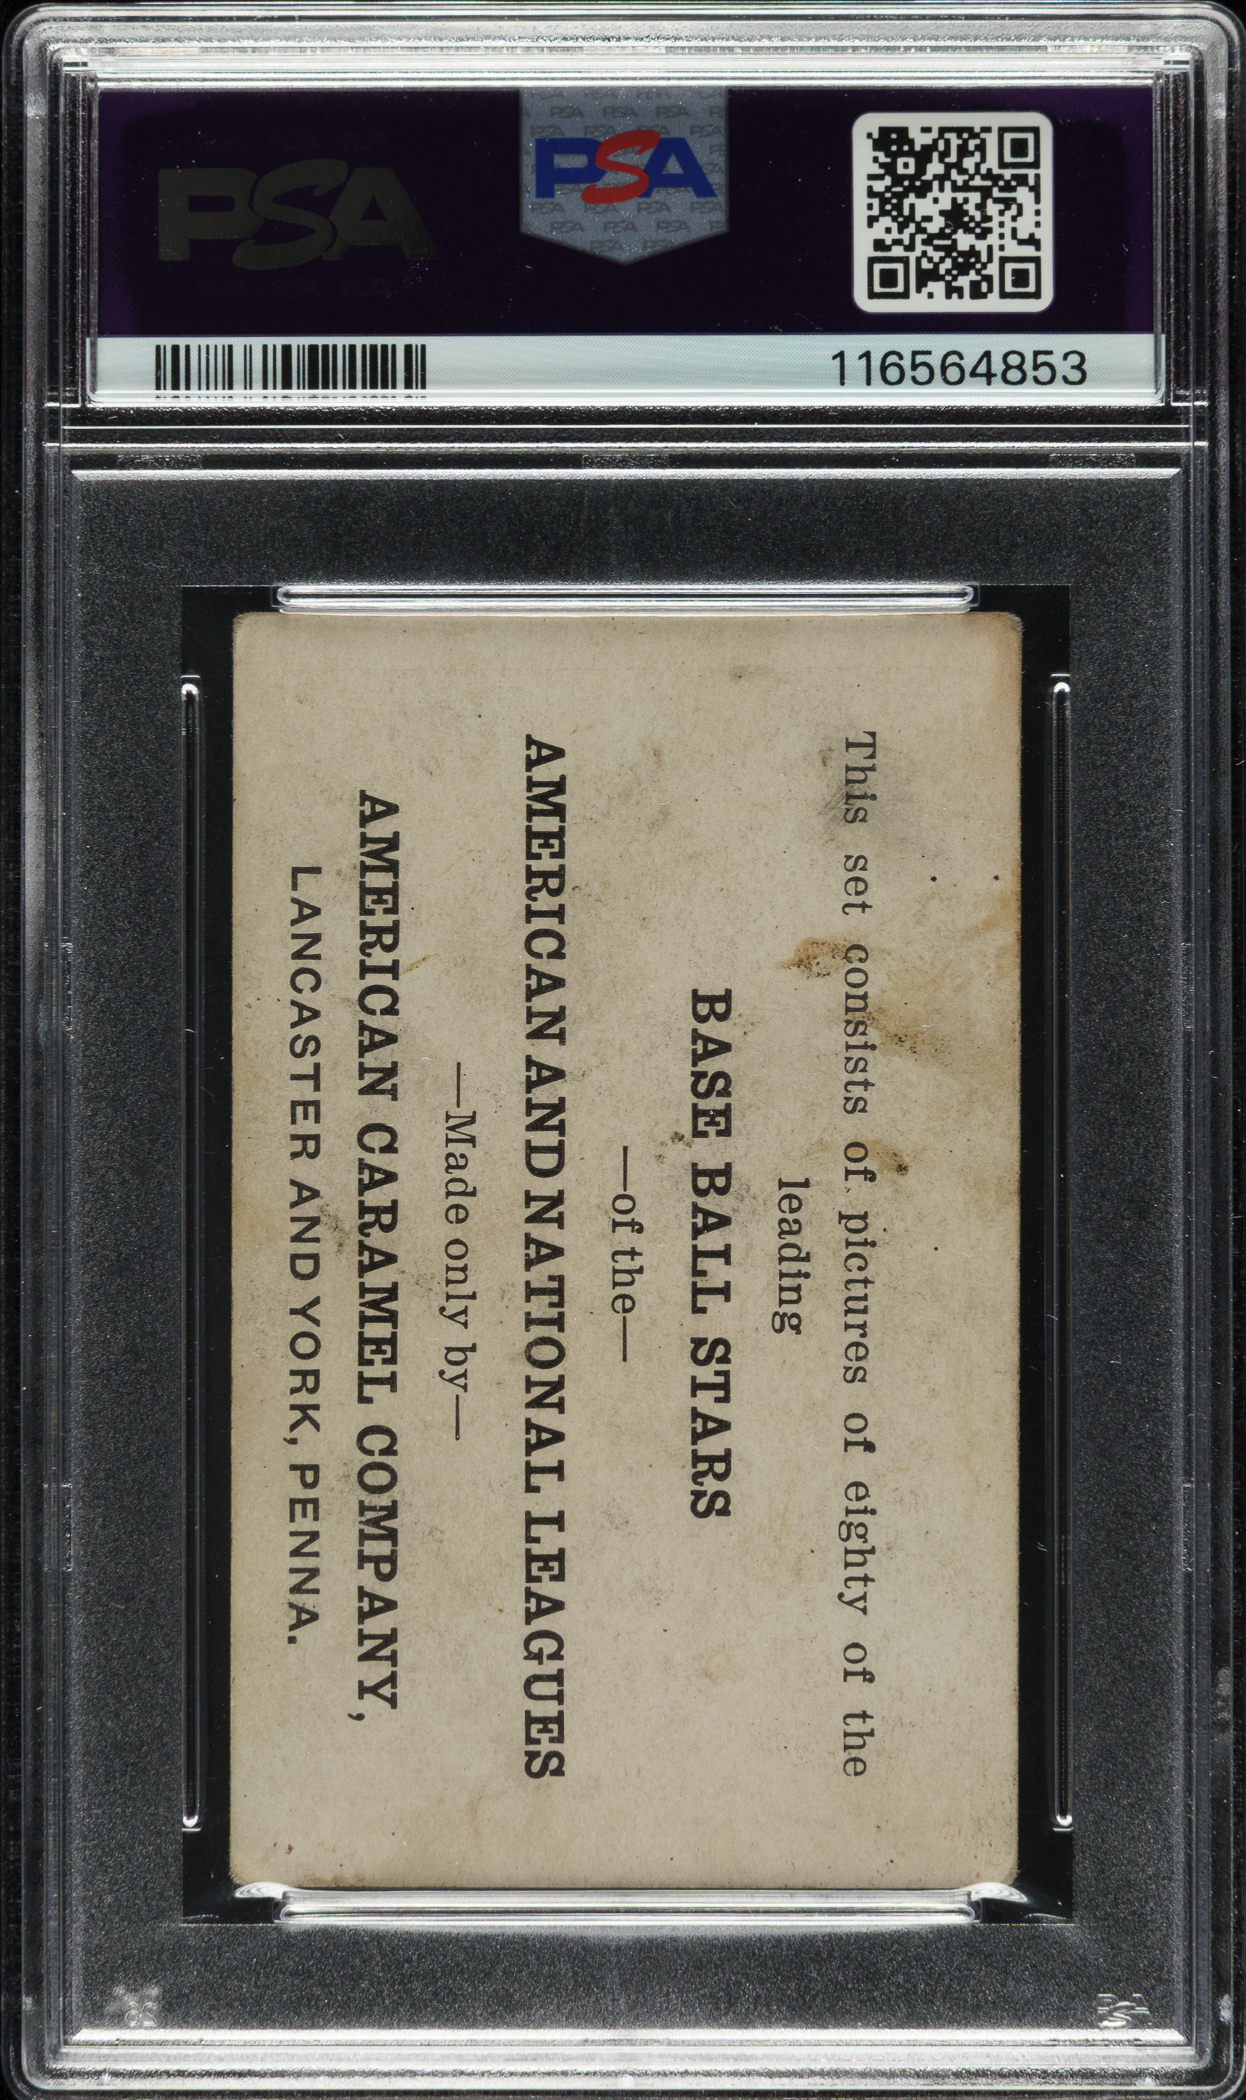 PSA
PSA
116564853
This set consists of pictures of eighty of the
leading
BASE BALL STARS
—of the—
AMERICAN AND NATIONAL LEAGUES
—Made only by—
AMERICAN CARAMEL COMPANY,
LANCASTER AND YORK, PENNA.
PSA